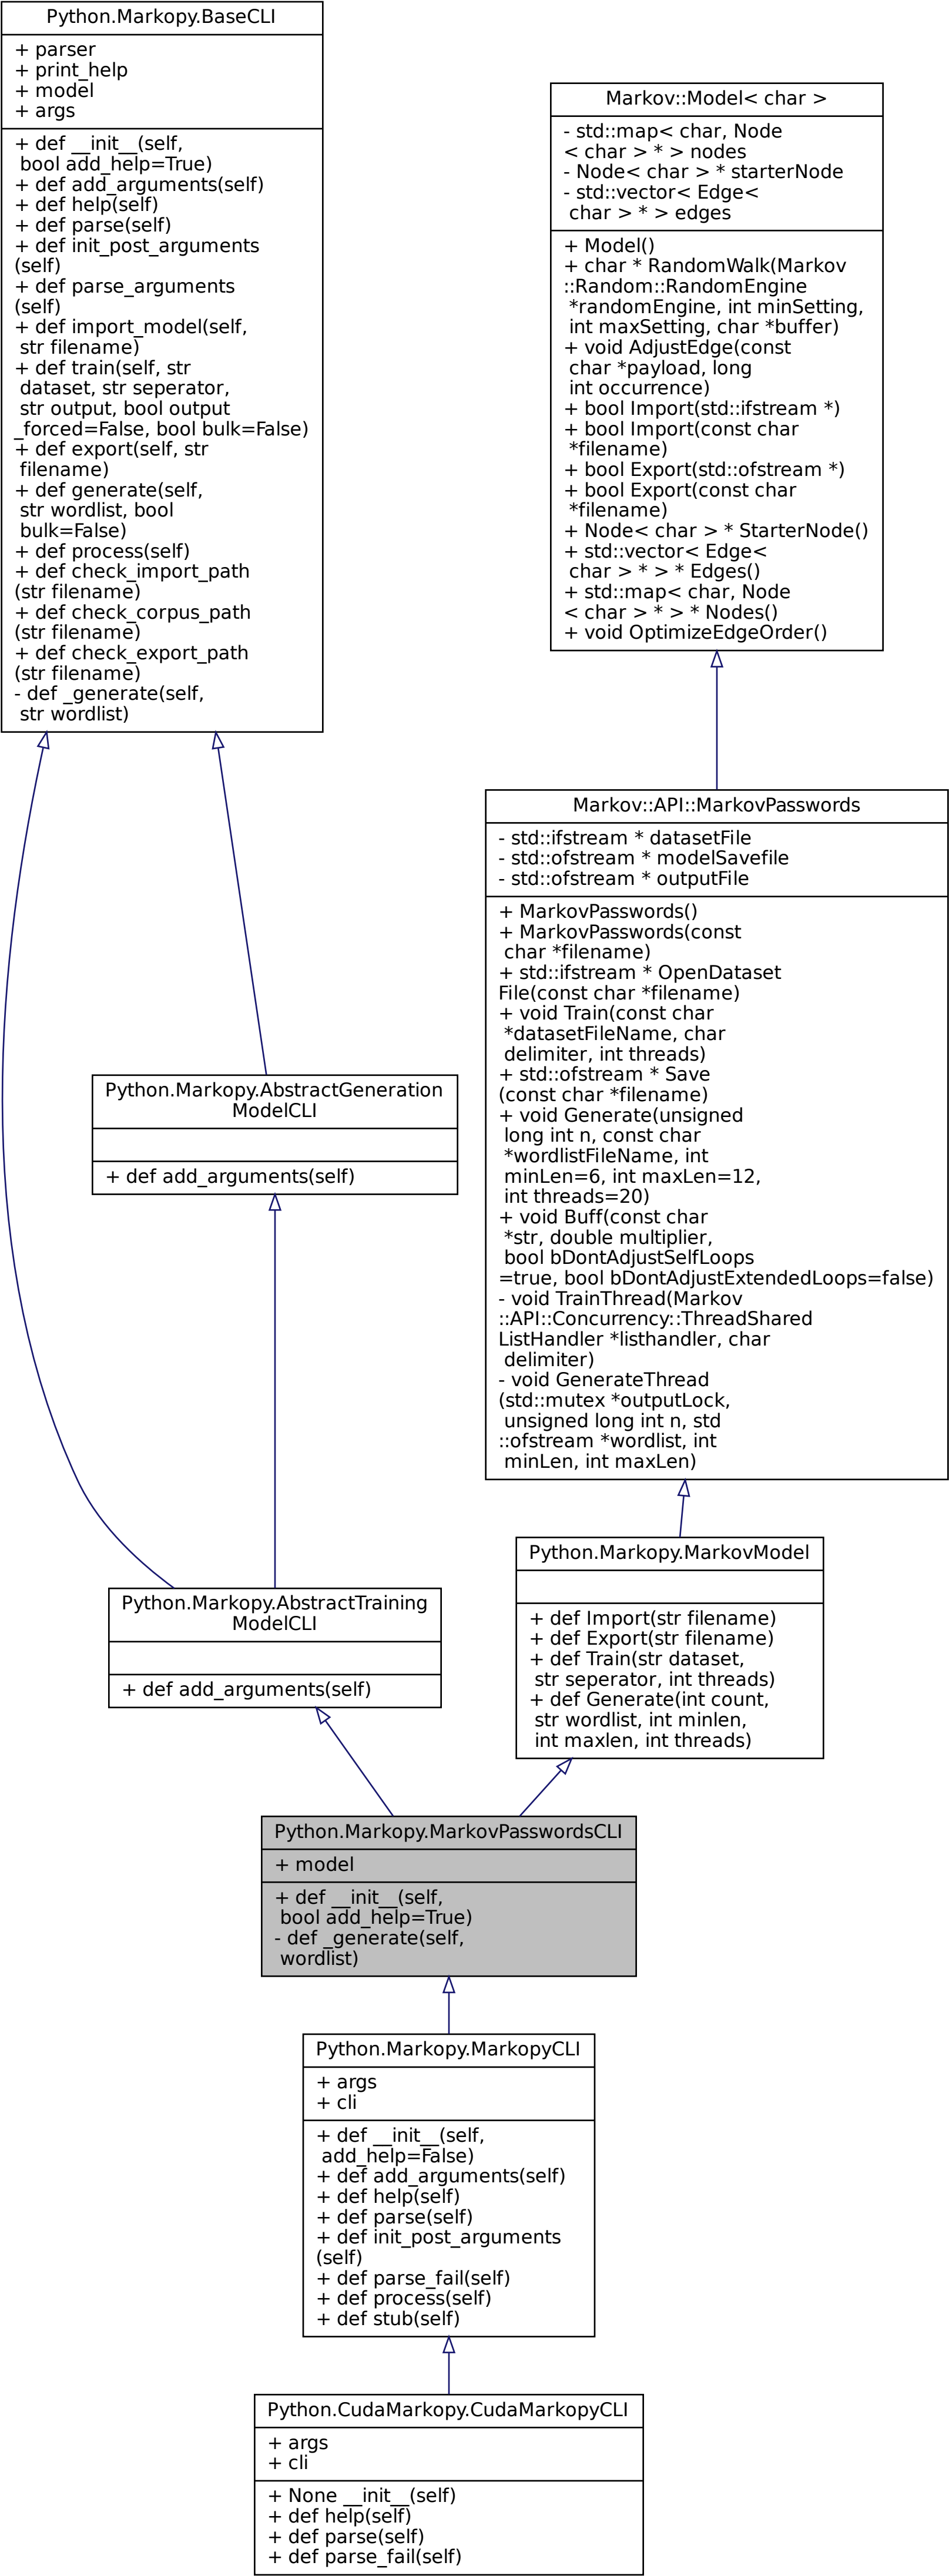 Python.Markopy.BaseCLI
+ parser
+ print_help
+ model
+ args
+ def __init__(self,
bool add_help=True)
+ def add_arguments(self)
+ def help(self)
+ def parse(self)
+ def init_post_arguments
(self)
+ def parse_arguments
(self)
+ def import_model(self,
str filename)
+ def train(self, str
dataset, str seperator,
str output, bool output
_forced=False, bool bulk=False)
+ def export(self, str
filename)
+ def generate(self,
str wordlist, bool
bulk=False)
+ def process(self)
+ def check_import_path
(str filename)
+ def check_corpus_path
(str filename)
+ def check_export_path
(str filename)
- def _generate(self,
str wordlist)
Markov::Model< char >
- std::map< char, Node
< char > * > nodes
- Node< char > * starterNode
- std::vector< Edge<
char > * > edges
+ Model()
+ char * RandomWalk(Markov
::Random::RandomEngine
*randomEngine, int minSetting,
int maxSetting, char *buffer)
+ void AdjustEdge(const
char *payload, long
int occurrence)
+ bool Import(std::ifstream *)
+ bool Import(const char
*filename)
+ bool Export(std::ofstream *)
+ bool Export(const char
*filename)
+ Node< char > * StarterNode()
+ std::vector< Edge<
char > * > * Edges()
+ std::map< char, Node
< char > * > * Nodes()
+ void OptimizeEdgeOrder()
Markov::API::MarkovPasswords
- std::ifstream * datasetFile
- std::ofstream * modelSavefile
- std::ofstream * outputFile
+ MarkovPasswords()
+ MarkovPasswords(const
char *filename)
+ std::ifstream * OpenDataset
File(const char *filename)
+ void Train(const char
*datasetFileName, char
delimiter, int threads)
+ std::ofstream * Save
(const char *filename)
+ void Generate(unsigned
long int n, const char
*wordlistFileName, int
minLen=6, int maxLen=12,
int threads=20)
+ void Buff(const char
*str, double multiplier,
bool bDontAdjustSelfLoops
=true, bool bDontAdjustExtendedLoops=false)
- void TrainThread(Markov
::API::Concurrency::ThreadShared
ListHandler *listhandler, char
delimiter)
- void GenerateThread
(std::mutex *outputLock,
unsigned long int n, std
::ofstream *wordlist, int
minLen, int maxLen)
Python.Markopy.AbstractGeneration
ModelCLI
+ def add_arguments(self)
Python.Markopy.AbstractTraining
ModelCLI
+ def add_arguments(self)
Python.Markopy.MarkovModel
+ def Import(str filename)
+ def Export(str filename)
+ def Train(str dataset,
str seperator, int threads)
+ def Generate(int count,
str wordlist, int minlen,
int maxlen, int threads)
Python.Markopy.MarkovPasswordsCLI
+ model
+ def __init__(self,
bool add_help=True)
- def _generate(self,
wordlist)
Python.Markopy.MarkopyCLI
+ args
+ cli
+ def __init__(self,
add_help=False)
+ def add_arguments(self)
+ def help(self)
+ def parse(self)
+ def init_post_arguments
(self)
+ def parse_fail(self)
+ def process(self)
+ def stub(self)
Python.CudaMarkopy.CudaMarkopyCLI
+ args
+ cli
+ None __init__(self)
+ def help(self)
+ def parse(self)
+ def parse_fail(self)